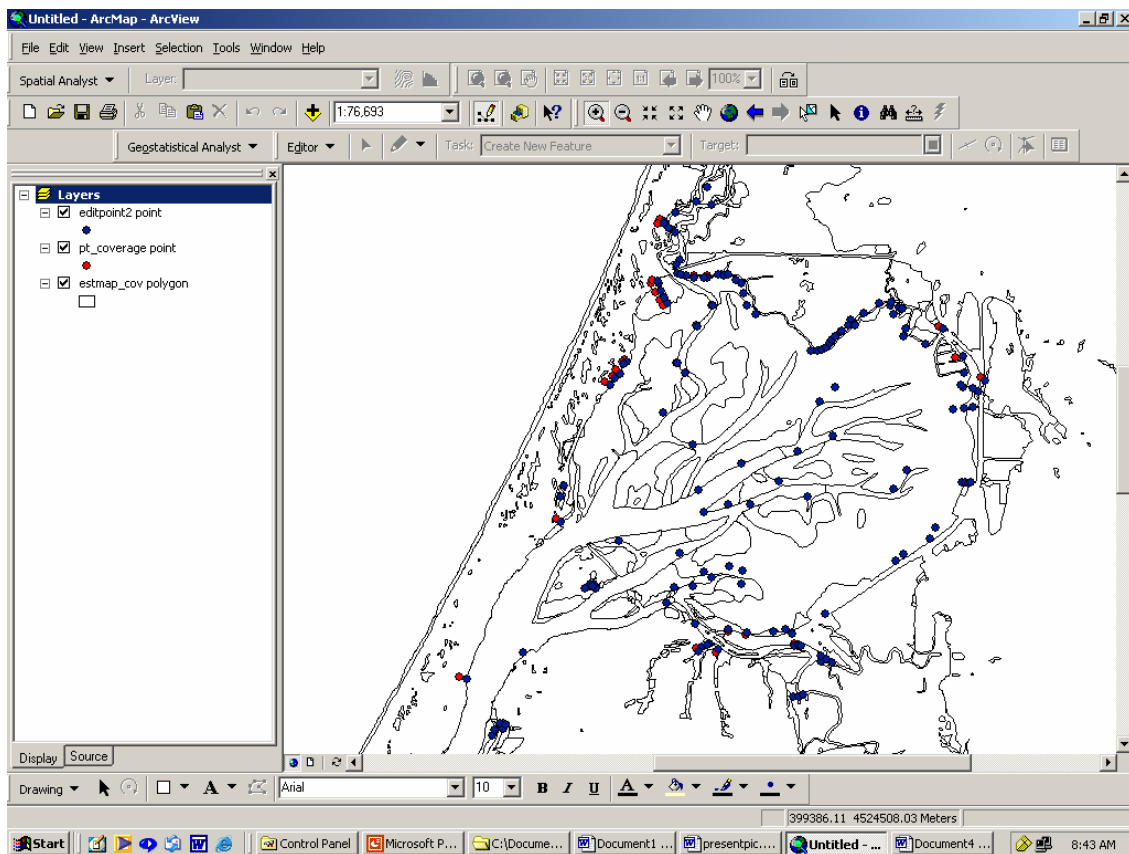 Untitled - ArcMap - ArcView
File Edit View Insert Selection Tools Window Help
Spatial Analyst Layer: 100%
1:76,693
Geostatistical Analyst Editor Task: Create New Feature Target:
Layers
editpoint2 point
pt_coverage point
estmap_cov polygon
Display Source
Drawing A Arial 10 B I U A
399386.11 4524508.03 Meters
Start Control Panel Microsoft P... C:\Docume... Document1 ... presentpic.... Untitled - ... Document4 ... 8:43 AM